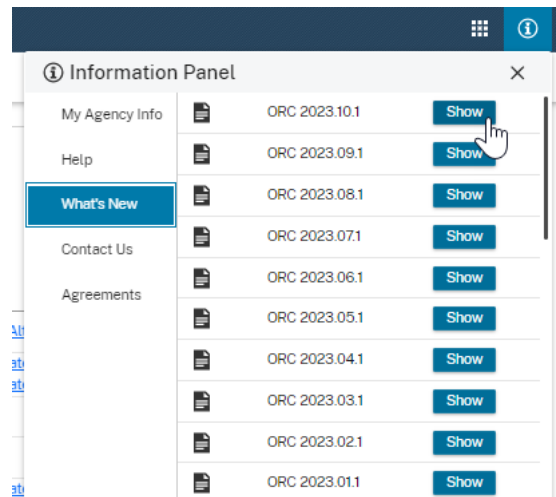 Information Panel
My Agency Info
Help
What's New
Contact Us
Agreements
ORC 2023.10.1 Show
ORC 2023.09.1 Show
ORC 2023.08.1 Show
ORC 2023.07.1 Show
ORC 2023.06.1 Show
ORC 2023.05.1 Show
ORC 2023.04.1 Show
ORC 2023.03.1 Show
ORC 2023.02.1 Show
ORC 2023.01.1 Show